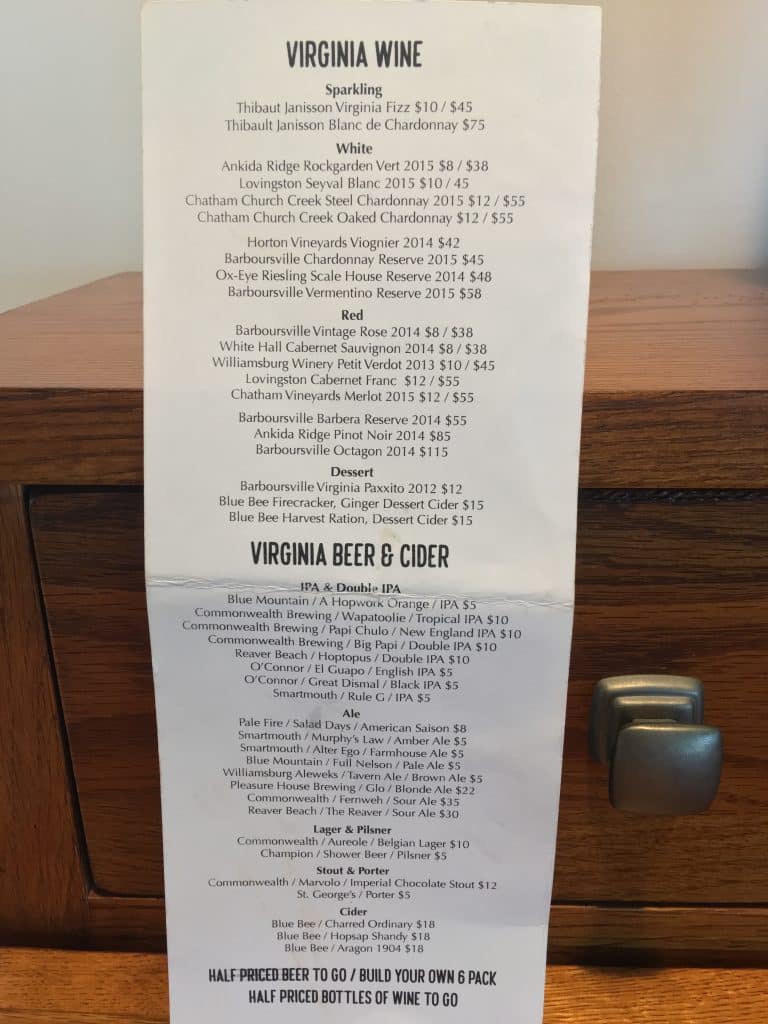 VIRGINIA WINE
Sparkling
Thibaut Janisson Virginia Fizz $10 / $45
Thibault Janisson Blanc de Chardonnay $75
White
Ankida Ridge Rockgarden Vert 2015 $8 / $38
Lovingston Seyval Blanc 2015 $10 / 45
Chatham Church Creek Steel Chardonnay 2015 $12 / $55
Chatham Church Creek Oaked Chardonnay $12 / $55
Horton Vineyards Viognier 2014 $42
Barboursville Chardonnay Reserve 2015 $45
Ox-Eye Riesling Scale House Reserve 2014 $48
Barboursville Vermentino Reserve 2015 $58
Red
Barboursville Vintage Rose 2014 $8 / $38
White Hall Cabernet Sauvignon 2014 $8 / $38
Williamsburg Winery Petit Verdot 2013 $10 / $45
Lovingston Cabernet Franc $12 / $55
Chatham Vineyards Merlot 2015 $12 / $55
Barboursville Barbera Reserve 2014 $55
Ankida Ridge Pinot Noir 2014 $85
Barboursville Octagon 2014 $115
Dessert
Barboursville Virginia Paxxito 2012 $12
Blue Bee Firecracker, Ginger Dessert Cider $15
Blue Bee Harvest Ration, Dessert Cider $15
VIRGINIA BEER & CIDER
IPA & Double IPA
Blue Mountain / A Hopwork Orange / IPA $5
Commonwealth Brewing / Wapatoolie / Tropical IPA $10
Commonwealth Brewing / Papi Chulo / New England IPA $10
Commonwealth Brewing / Big Papi / Double IPA $10
Reaver Beach / Hoptopus / Double IPA $10
O'Connor / El Guapo / English IPA $5
O'Connor / Great Dismal / Black IPA $5
Smartmouth / Rule G / IPA $5
Ale
Pale Fire / Salad Days / American Saison $8
Smartmouth / Murphy's Law / Amber Ale $5
Smartmouth / Alter Ego / Farmhouse Ale $5
Blue Mountain / Full Nelson / Pale Ale $5
Williamsburg Aleweks / Tavern Ale / Brown Ale $5
Pleasure House Brewing / Glo / Blonde Ale $22
Commonwealth / Fernweh / Sour Ale $35
Reaver Beach / The Reaver / Sour Ale $30
Lager & Pilsner
Commonwealth / Aureole / Belgian Lager $10
Champion / Shower Beer / Pilsner $5
Stout & Porter
Commonwealth / Marvolo / Imperial Chocolate Stout $12
St. George's / Porter $5
Cider
Blue Bee / Charred Ordinary $18
Blue Bee / Hopsap Shandy $18
Blue Bee / Aragon 1904 $18
HALF PRICED BEER TO GO / BUILD YOUR OWN 6 PACK
HALF PRICED BOTTLES OF WINE TO GO